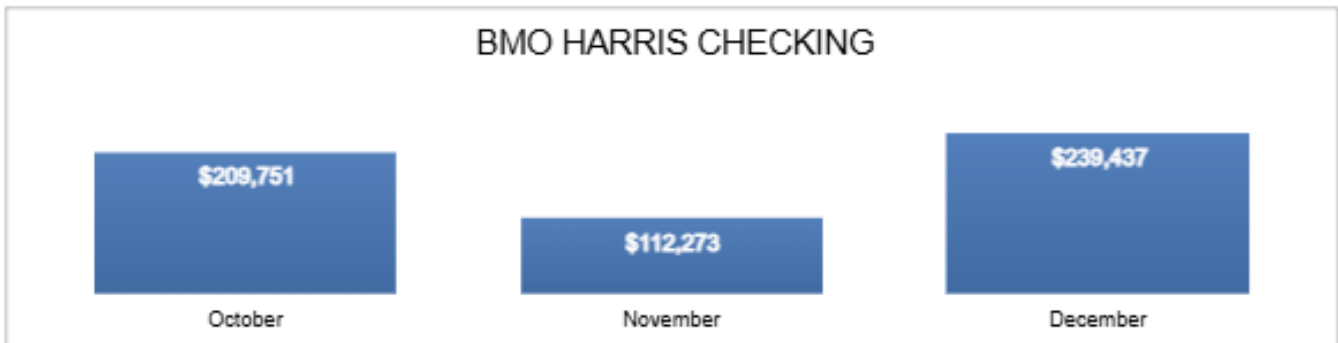 BMO HARRIS CHECKING
$209,751
$112,273
$239,437
October
November
December